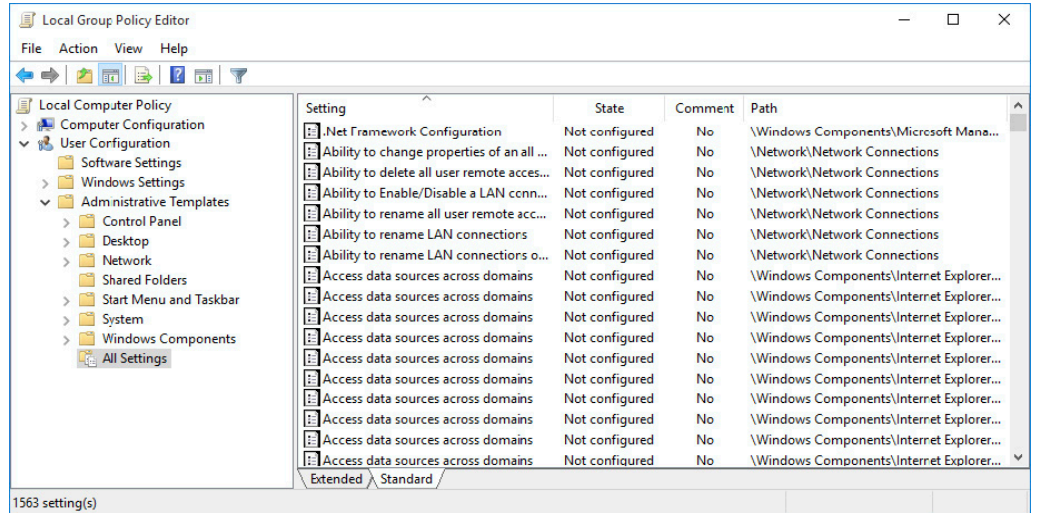 Local Group Policy Editor
File Action View Help
Local Computer Policy
Computer Configuration
User Configuration
Software Settings
Windows Settings
Administrative Templates
Control Panel
Desktop
Network
Shared Folders
Start Menu and Taskbar
System
Windows Components
All Settings
Setting State Comment Path
.Net Framework Configuration Not configured No \Windows Components\Microsoft Mana...
Ability to change properties of an all ... Not configured No \Network\Network Connections
Ability to delete all user remote acces... Not configured No \Network\Network Connections
Ability to Enable/Disable a LAN conn... Not configured No \Network\Network Connections
Ability to rename all user remote acc... Not configured No \Network\Network Connections
Ability to rename LAN connections Not configured No \Network\Network Connections
Ability to rename LAN connections o... Not configured No \Network\Network Connections
Access data sources across domains Not configured No \Windows Components\Internet Explorer...
Access data sources across domains Not configured No \Windows Components\Internet Explorer...
Access data sources across domains Not configured No \Windows Components\Internet Explorer...
Access data sources across domains Not configured No \Windows Components\Internet Explorer...
Access data sources across domains Not configured No \Windows Components\Internet Explorer...
Access data sources across domains Not configured No \Windows Components\Internet Explorer...
Access data sources across domains Not configured No \Windows Components\Internet Explorer...
Access data sources across domains Not configured No \Windows Components\Internet Explorer...
Access data sources across domains Not configured No \Windows Components\Internet Explorer...
Access data sources across domains Not configured No \Windows Components\Internet Explorer...
Extended Standard
1563 setting(s)